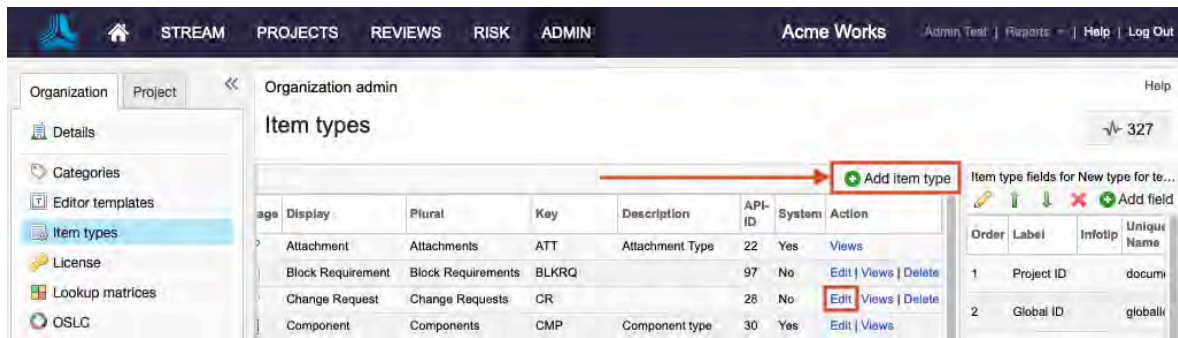 STREAM PROJECTS REVIEWS RISK ADMIN Acme Works Admin Test | Reports | Help | Log Out
Organization Project
Details
Categories
Editor templates
Item types
License
Lookup matrices
OSLC
Organization admin Help
Item types 327
Add item type
age Display Plural Key Description API-ID System Action
Attachment Attachments ATT Attachment Type 22 Yes Views
Block Requirement Block Requirements BLKRQ 97 No Edit | Views | Delete
Change Request Change Requests CR 28 No Edit | Views | Delete
Component Components CMP Component type 30 Yes Edit | Views
Item type fields for New type for te...
Add field
Order Label Infotip Unique Name
1 Project ID docume
2 Global ID globalid